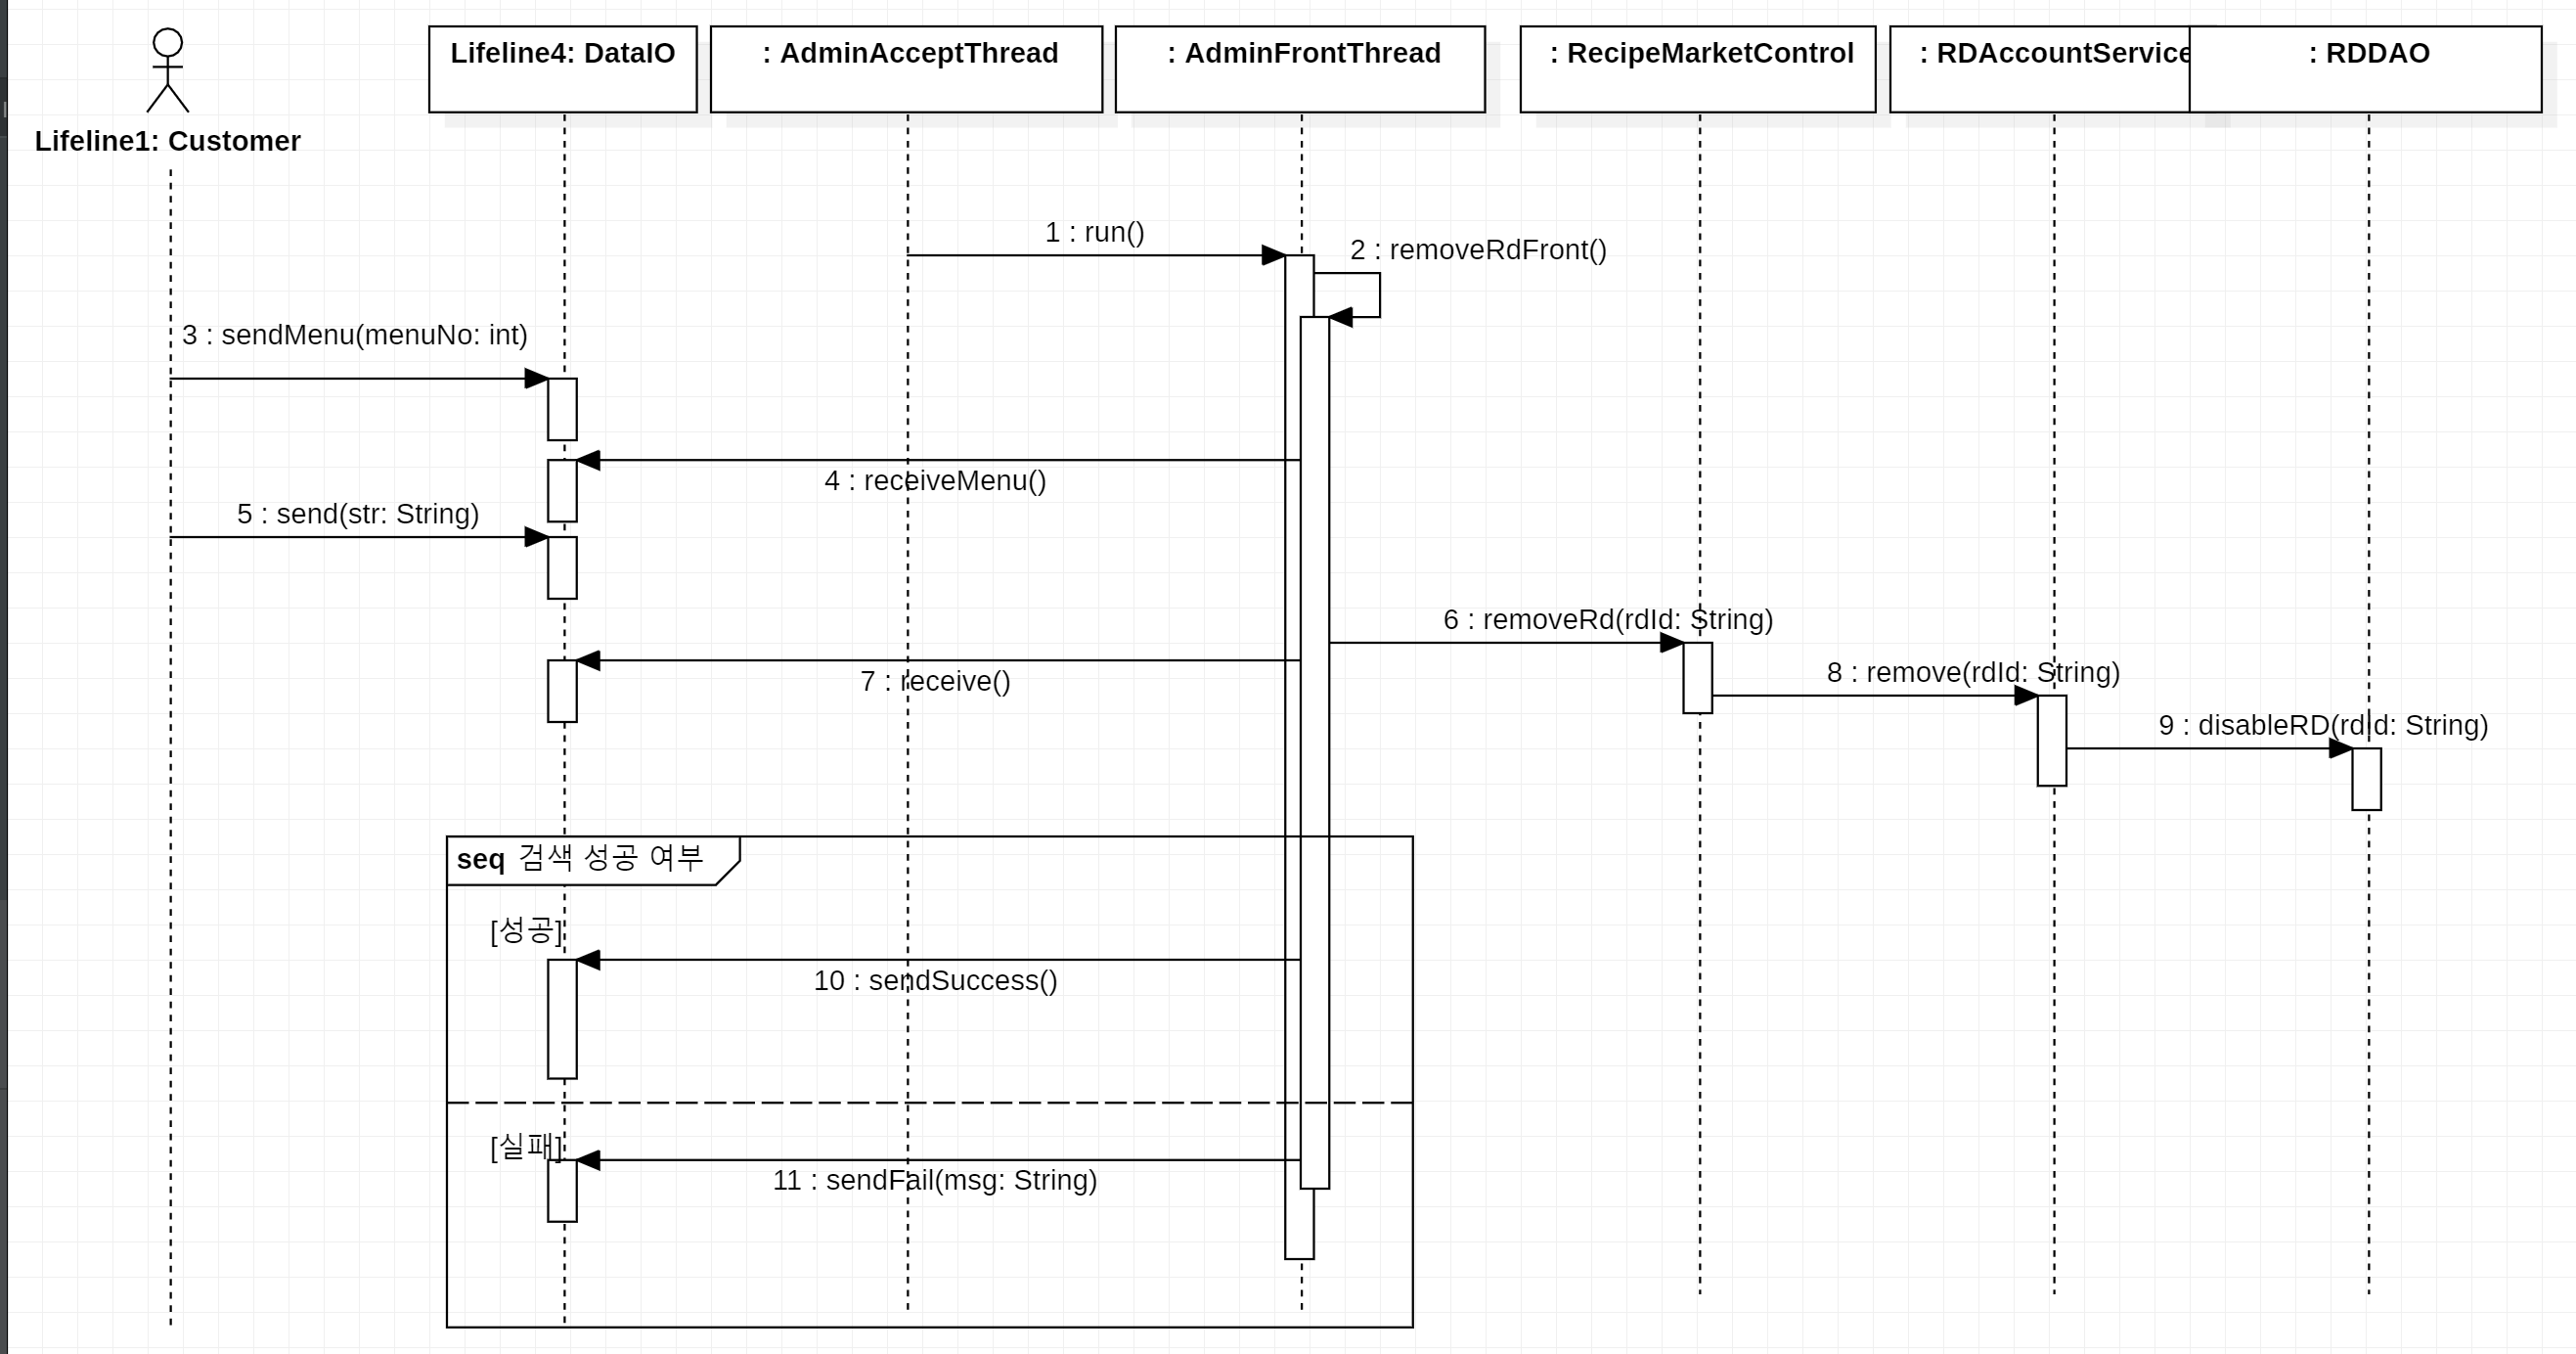 Lifeline1: Customer
Lifeline4: DataIO
: AdminAcceptThread
: AdminFrontThread
: RecipeMarketControl
: RDAccountService
: RDDAO
1 : run()
2 : removeRdFront()
3 : sendMenu(menuNo: int)
4 : receiveMenu()
5 : send(str: String)
6 : removeRd(rdId: String)
7 : receive()
8 : remove(rdId: String)
9 : disableRD(rdId: String)
seq 검색 성공 여부
[성공]
10 : sendSuccess()
[실패]
11 : sendFail(msg: String)